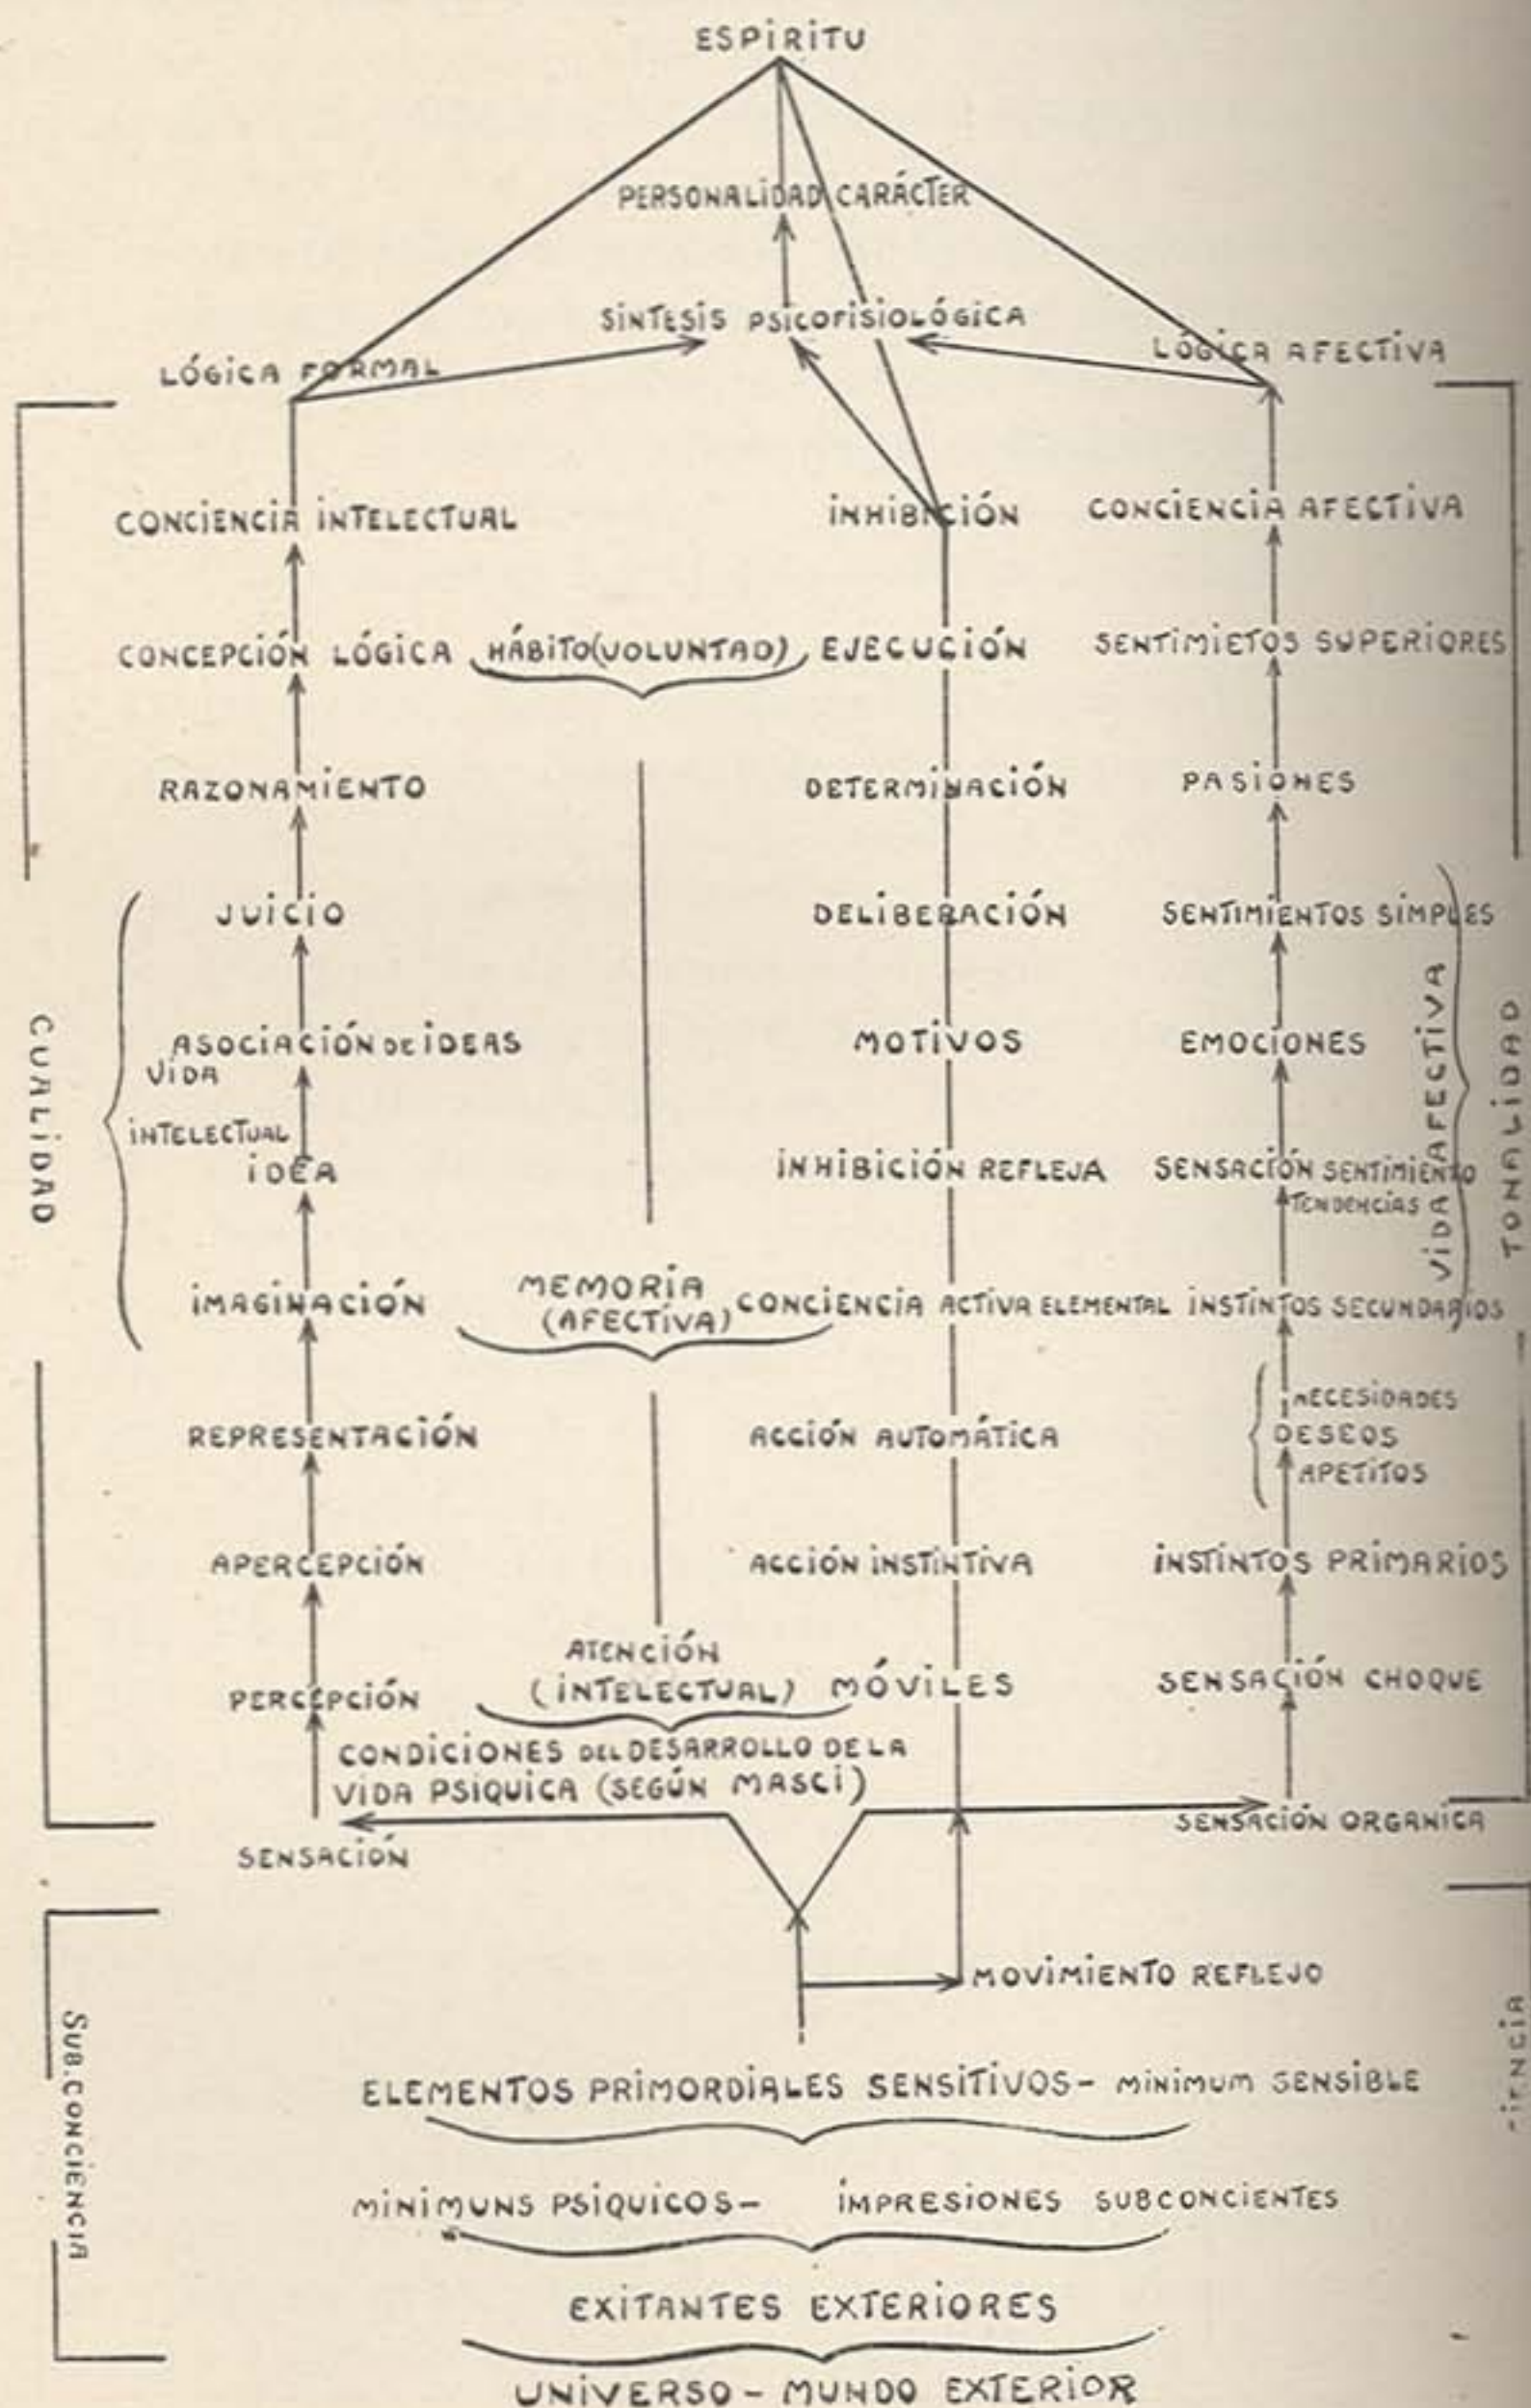 ESPIRITU
PERSONALIDAD CARÁCTER
SINTESIS PSICOFISIOLÓGICA
LÓGICA FORMAL
LÓGICA AFECTIVA
CONCIENCIA INTELECTUAL
INHIBICIÓN
CONCIENCIA AFECTIVA
CONCEPCIÓN LÓGICA
HÁBITO(VOLUNTAD)
EJECUCIÓN
SENTIMIETOS SUPERIORES
RAZONAMIENTO
DETERMINACIÓN
PASIONES
JUICIO
DELIBERACIÓN
SENTIMIENTOS SIMPLES
CUALIDAD
ASOCIACIÓN DE IDEAS
MOTIVOS
EMOCIONES
VIDA AFECTIVA
TONALIDAD
VIDA
INTELECTUAL
IDEA
INHIBICIÓN REFLEJA
SENSACIÓN SENTIMIENTO
TENDENCIAS
IMAGINACIÓN
MEMORIA
(AFECTIVA)
CONCIENCIA ACTIVA ELEMENTAL
INSTINTOS SECUNDARIOS
REPRESENTACIÓN
ACCIÓN AUTOMÁTICA
NECESIDADES
DESEOS
APETITOS
APERCEPCIÓN
ACCIÓN INSTINTIVA
INSTINTOS PRIMARIOS
PERCEPCIÓN
ATENCIÓN
(INTELECTUAL)
MÓVILES
SENSACIÓN CHOQUE
CONDICIONES DEL DESARROLLO DE LA
VIDA PSIQUICA (SEGÚN MASCI)
SENSACIÓN
SENSACIÓN ORGANICA
MOVIMIENTO REFLEJO
SUB.CONCIENCIA
ELEMENTOS PRIMORDIALES SENSITIVOS- MINIMUM SENSIBLE
MINIMUNS PSIQUICOS- IMPRESIONES SUBCONCIENTES
EXITANTES EXTERIORES
UNIVERSO - MUNDO EXTERIOR